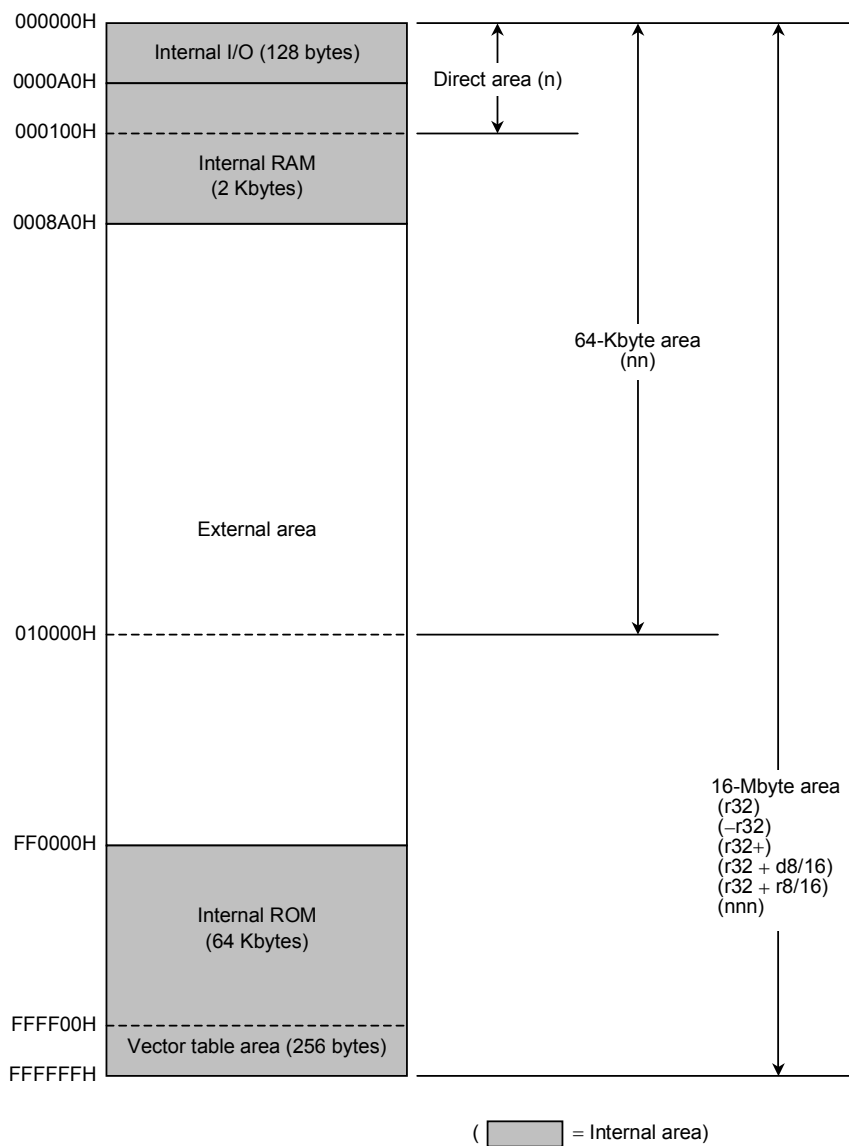 000000H
Internal I/O (128 bytes)
0000A0H
Direct area (n)
000100H
Internal RAM
(2 Kbytes)
0008A0H
64-Kbyte area
(nn)
External area
010000H
16-Mbyte area
(r32)
(−r32)
(r32+)
(r32 + d8/16)
(r32 + r8/16)
(nnn)
FF0000H
Internal ROM
(64 Kbytes)
FFFF00H
Vector table area (256 bytes)
FFFFFFH
( = Internal area)